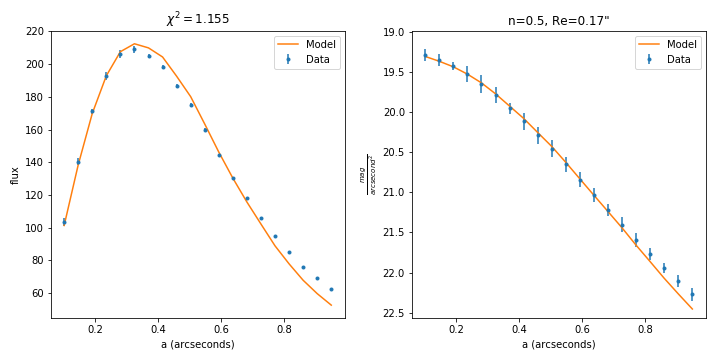 χ² = 1.155
220
200
180
160
140
120
100
80
60
flux
0.2 0.4 0.6 0.8
a (arcseconds)
Model
Data
n=0.5, Re=0.17"
19.0
19.5
20.0
20.5
21.0
21.5
22.0
22.5
mag
arcsecond²
0.2 0.4 0.6 0.8
a (arcseconds)
Model
Data